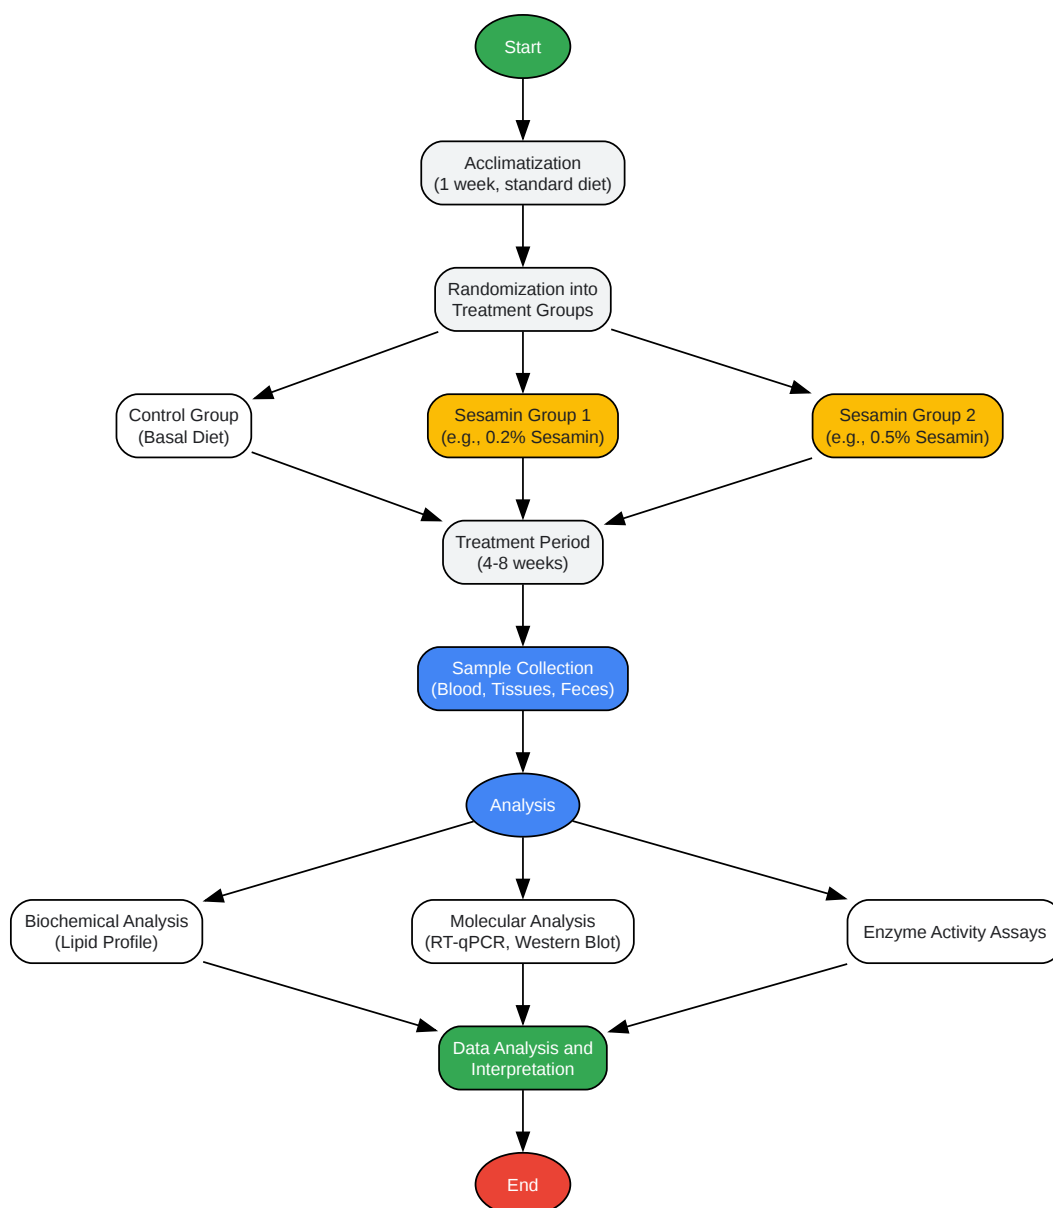 Start
Acclimatization
(1 week, standard diet)
Randomization into
Treatment Groups
Control Group
(Basal Diet)
Sesamin Group 1
(e.g., 0.2% Sesamin)
Sesamin Group 2
(e.g., 0.5% Sesamin)
Treatment Period
(4-8 weeks)
Sample Collection
(Blood, Tissues, Feces)
Analysis
Biochemical Analysis
(Lipid Profile)
Molecular Analysis
(RT-qPCR, Western Blot)
Enzyme Activity Assays
Data Analysis and
Interpretation
End